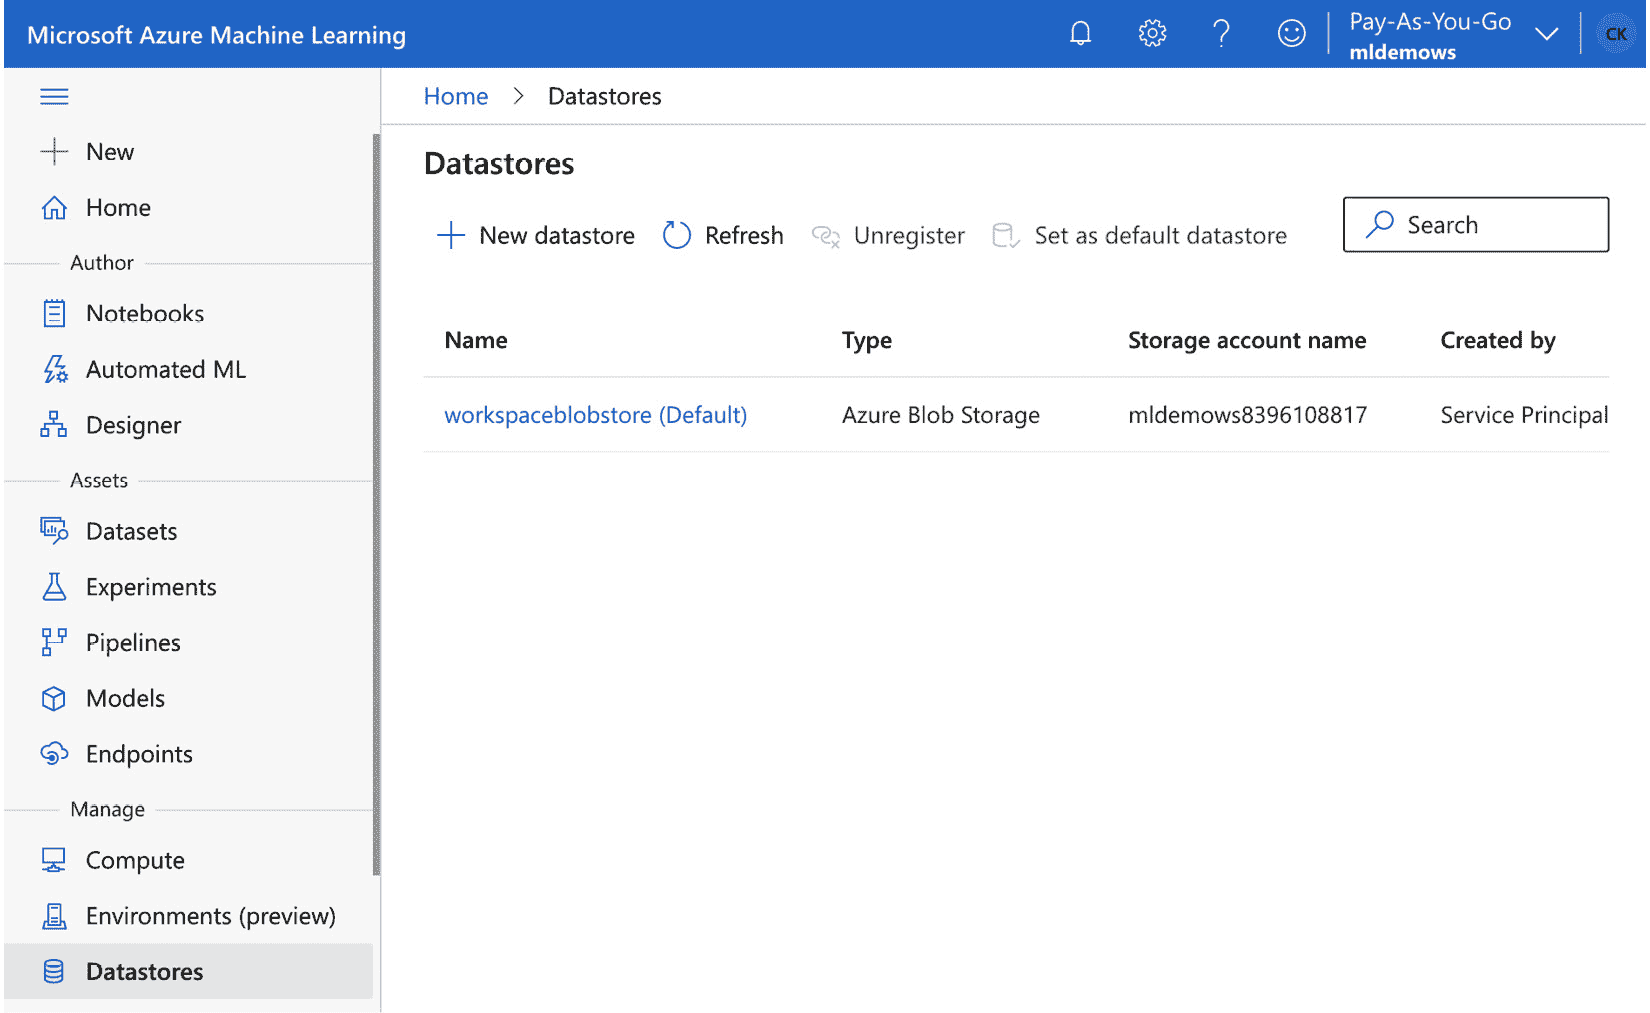 Microsoft Azure Machine Learning
Pay-As-You-Go
mldemows
CK
New
Home
Author
Notebooks
Automated ML
Designer
Assets
Datasets
Experiments
Pipelines
Models
Endpoints
Manage
Compute
Environments (preview)
Datastores
Home > Datastores
Datastores
New datastore Refresh Unregister Set as default datastore Search
Name Type Storage account name Created by
workspaceblobstore (Default) Azure Blob Storage mldemows8396108817 Service Principal